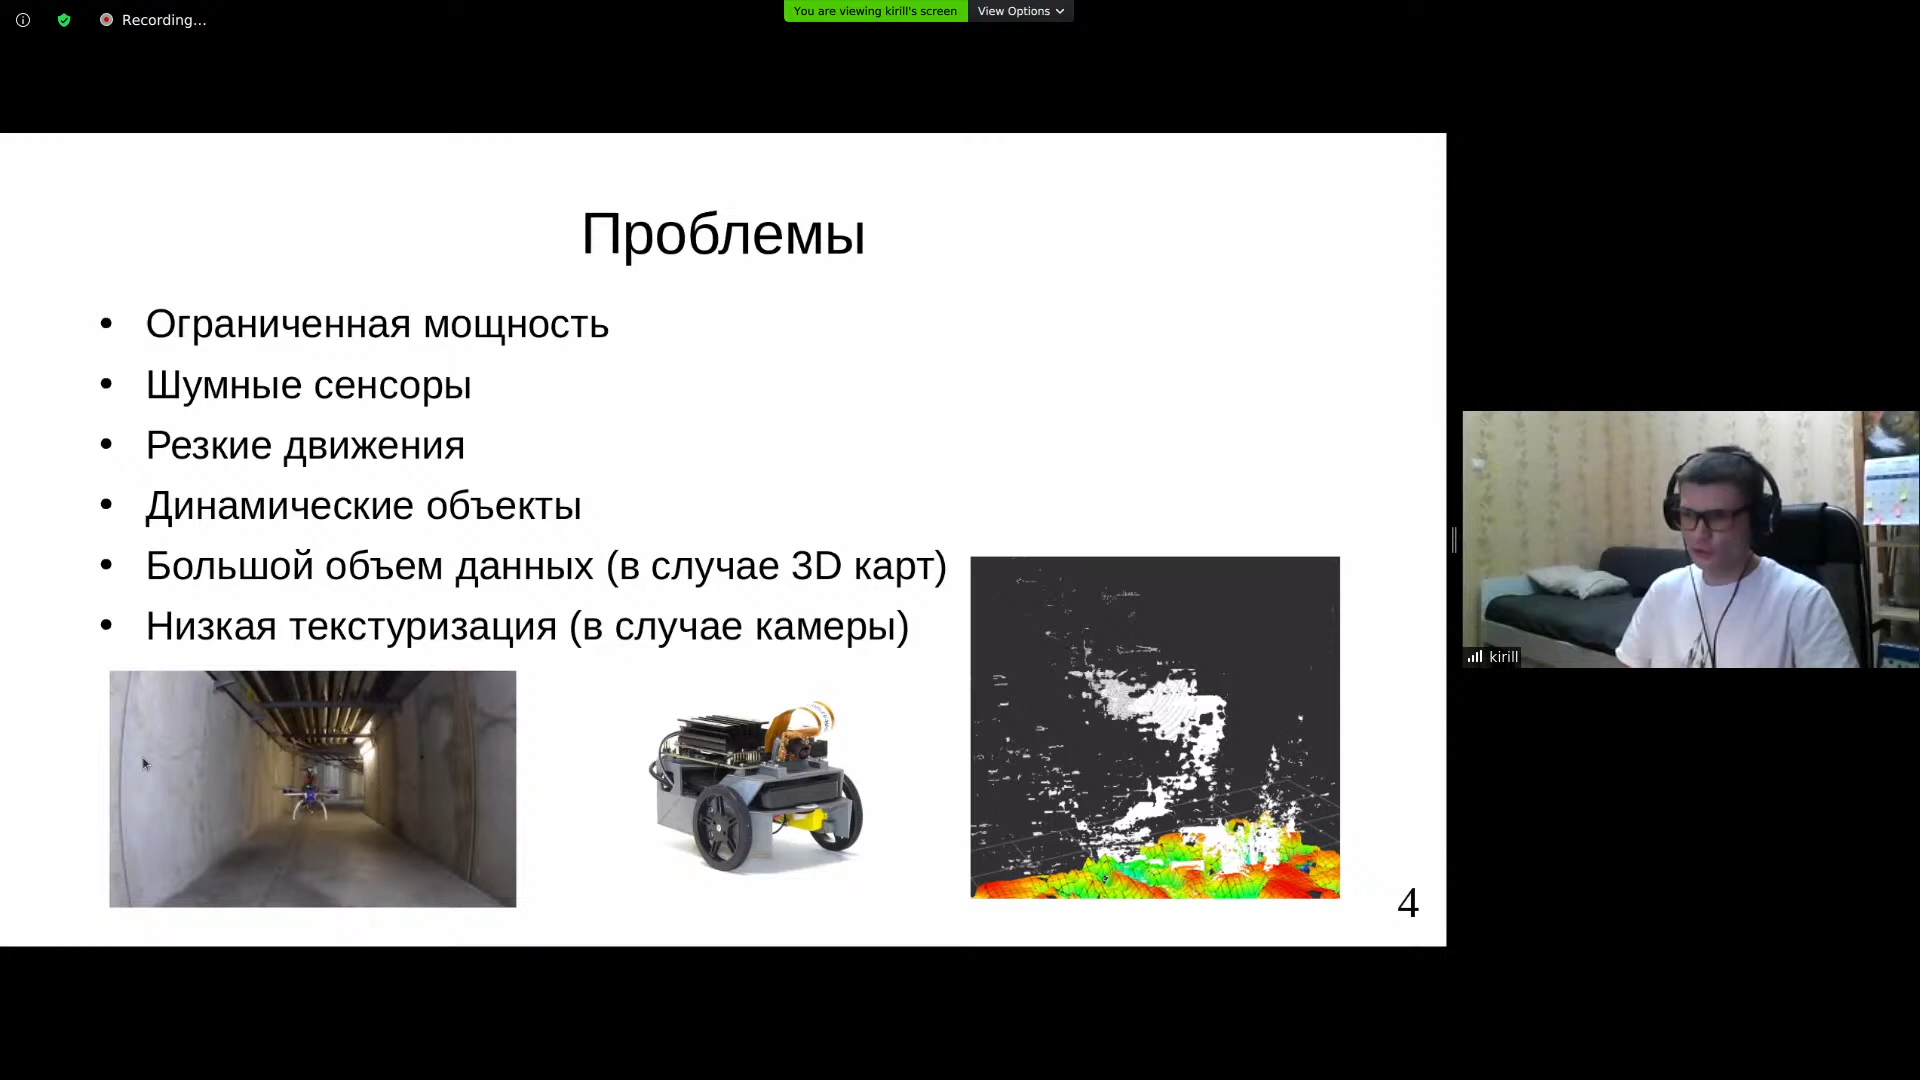 Recording...
You are viewing kirill's screen
View Options
Проблемы
• Ограниченная мощность
• Шумные сенсоры
• Резкие движения
• Динамические объекты
• Большой объем данных (в случае 3D карт)
• Низкая текстуризация (в случае камеры)
4
kirill